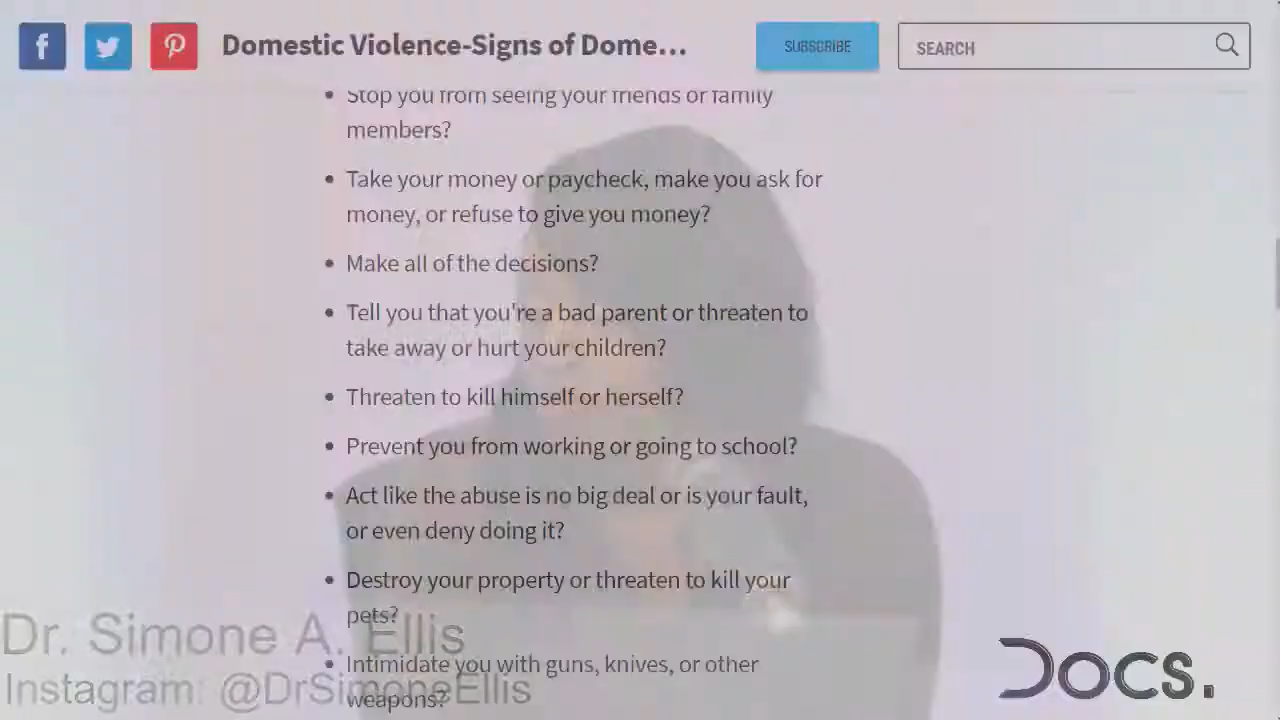 f
Domestic Violence-Signs of Dome...
SUBSCRIBE
SEARCH
• Stop you from seeing your friends or family
members?
• Take your money or paycheck, make you ask for
money, or refuse to give you money?
• Make all of the decisions?
• Tell you that you're a bad parent or threaten to
take away or hurt your children?
• Threaten to kill himself or herself?
• Prevent you from working or going to school?
• Act like the abuse is no big deal or is your fault,
or even deny doing it?
• Destroy your property or threaten to kill your
pets?
• Intimidate you with guns, knives, or other
weapons?
Dr. Simone A. Ellis
Instagram: @DrSimoneEllis
DOCS.